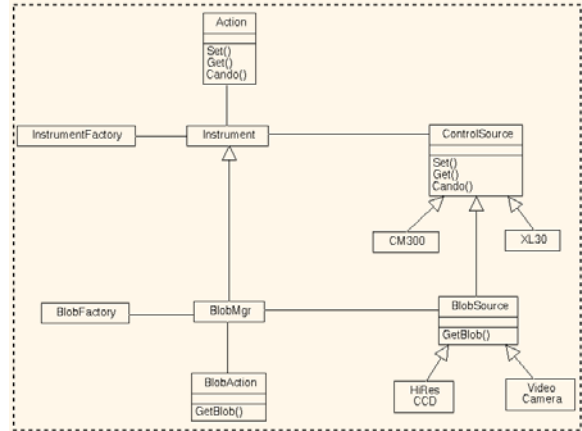 Action
Set()
Get()
Cando()
InstrumentFactory
Instrument
ControlSource
Set()
Get()
Cando()
CM300
XL30
BlobFactory
BlobMgr
BlobSource
GetBlob()
BlobAction
GetBlob()
HiRes
CCD
Video
Camera